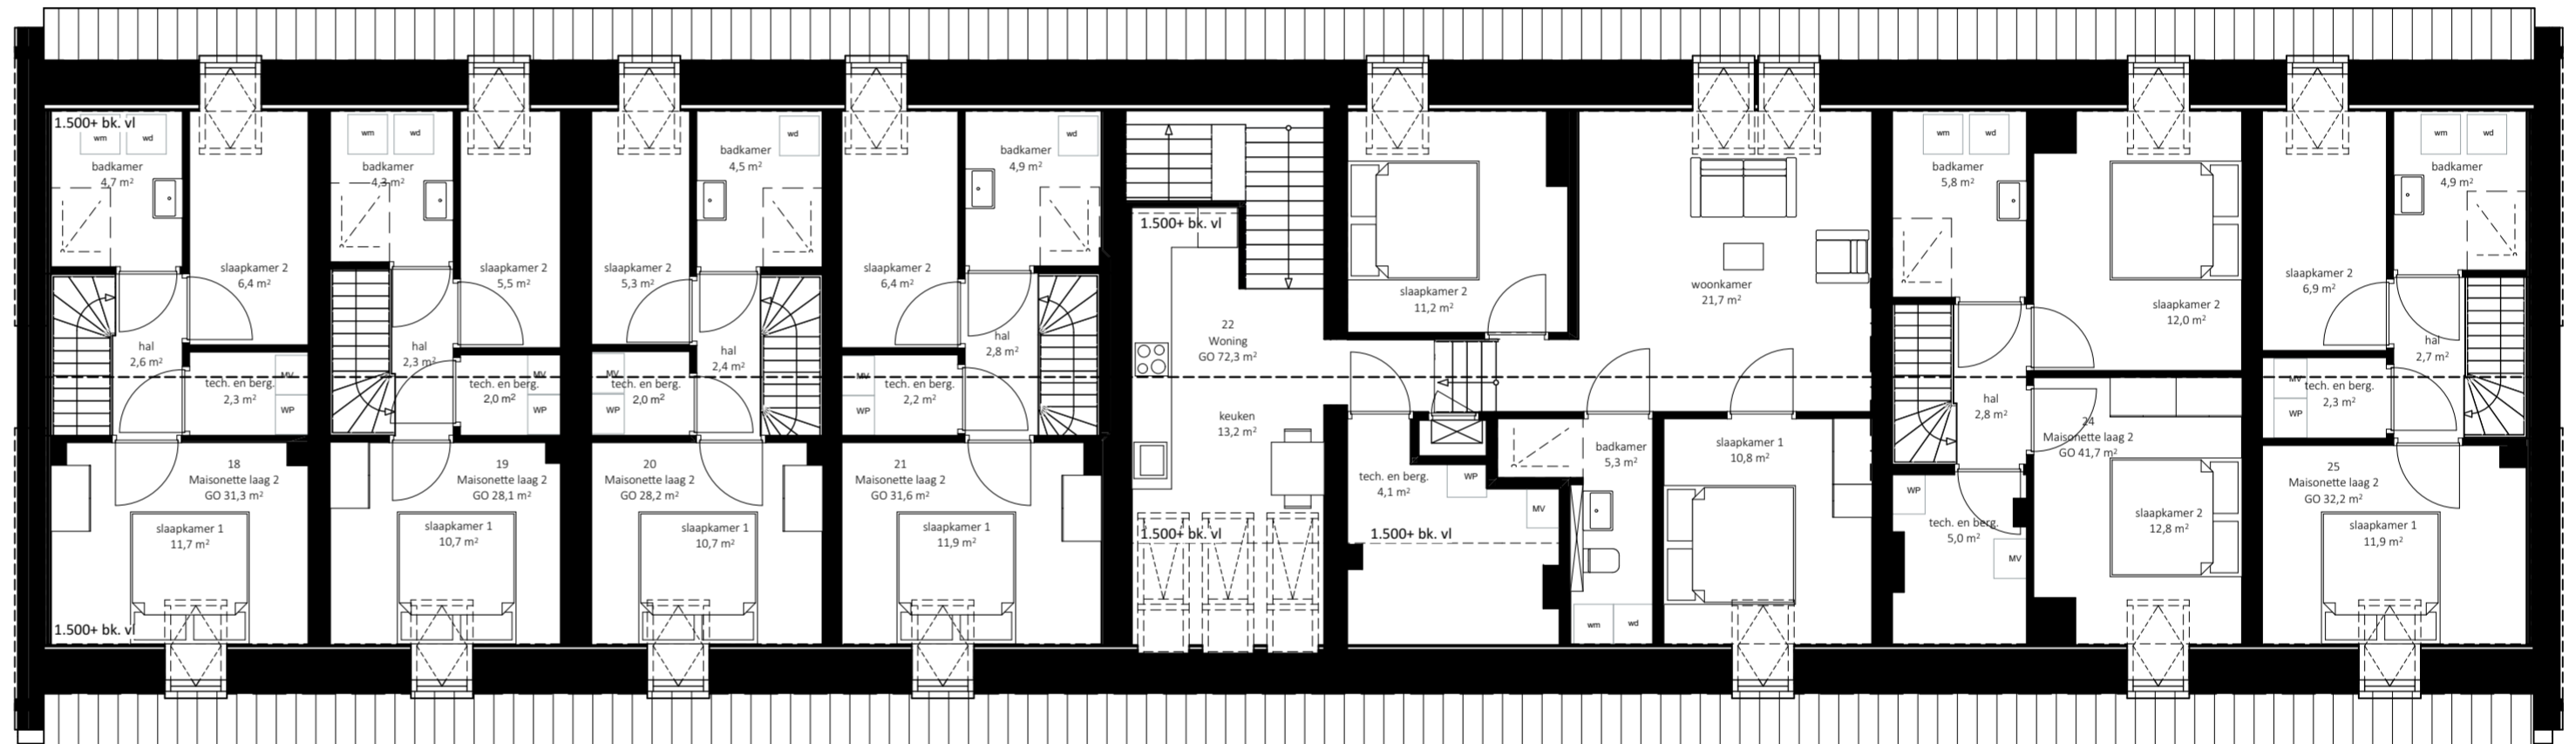 1.500+ bk. vl
wm
wd
badkamer
4,7 m²
slaapkamer 2
6,4 m²
hal
2,6 m²
MV
tech. en berg.
2,3 m²
WP
18
Maisonette laag 2
GO 31,3 m²
slaapkamer 1
11,7 m²
1.500+ bk. vl
wm
wd
badkamer
4,3 m²
slaapkamer 2
5,5 m²
hal
2,3 m²
MV
tech. en berg.
2,0 m²
WP
19
Maisonette laag 2
GO 28,1 m²
slaapkamer 1
10,7 m²
wd
badkamer
4,5 m²
slaapkamer 2
5,3 m²
hal
2,4 m²
MV
tech. en berg.
2,0 m²
WP
20
Maisonette laag 2
GO 28,2 m²
slaapkamer 1
10,7 m²
wd
badkamer
4,9 m²
slaapkamer 2
6,4 m²
hal
2,8 m²
MV
tech. en berg.
2,2 m²
WP
21
Maisonette laag 2
GO 31,6 m²
slaapkamer 1
11,9 m²
1.500+ bk. vl
22
Woning
GO 72,3 m²
keuken
13,2 m²
1.500+ bk. vl
slaapkamer 2
11,2 m²
woonkamer
21,7 m²
tech. en berg.
4,1 m²
WP
MV
1.500+ bk. vl
badkamer
5,3 m²
wm
wd
slaapkamer 1
10,8 m²
wm
wd
badkamer
5,8 m²
slaapkamer 2
12,0 m²
hal
2,8 m²
24
Maisonette laag 2
GO 41,7 m²
WP
tech. en berg.
5,0 m²
MV
slaapkamer 2
12,8 m²
wm
wd
badkamer
4,9 m²
slaapkamer 2
6,9 m²
hal
2,7 m²
MV
tech. en berg.
2,3 m²
WP
25
Maisonette laag 2
GO 32,2 m²
slaapkamer 1
11,9 m²